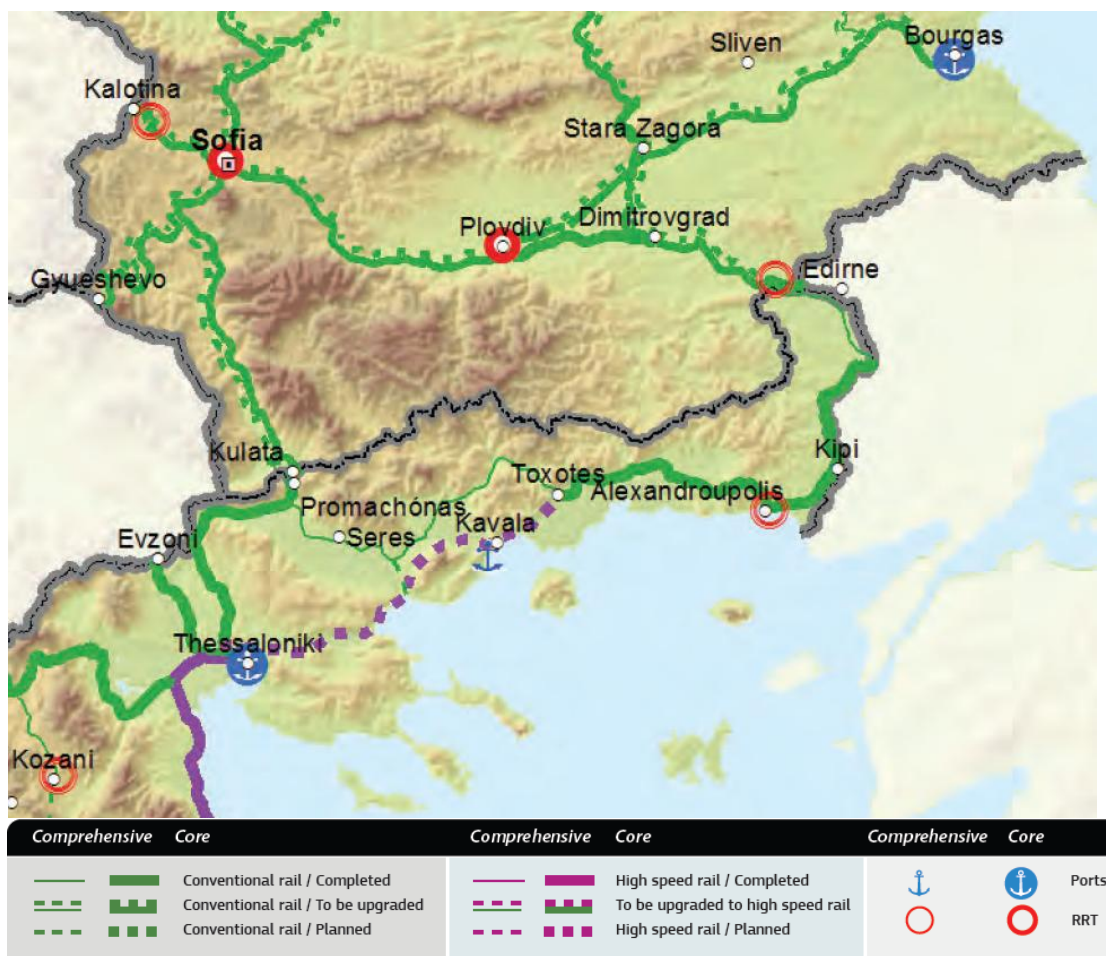 Sliven
Bourgas
Kalotina
Sofia
Stara Zagora
Plovdiv
Dimitrovgrad
Edirne
Gyueshevo
Kulata
Toxotes
Kipi
Alexandroupolis
Promachónas
Kavala
Seres
Evzoni
Thessaloniki
Kozani
Comprehensive Core Comprehensive Core Comprehensive Core
Conventional rail / Completed High speed rail / Completed Ports
Conventional rail / To be upgraded To be upgraded to high speed rail
Conventional rail / Planned High speed rail / Planned RRT